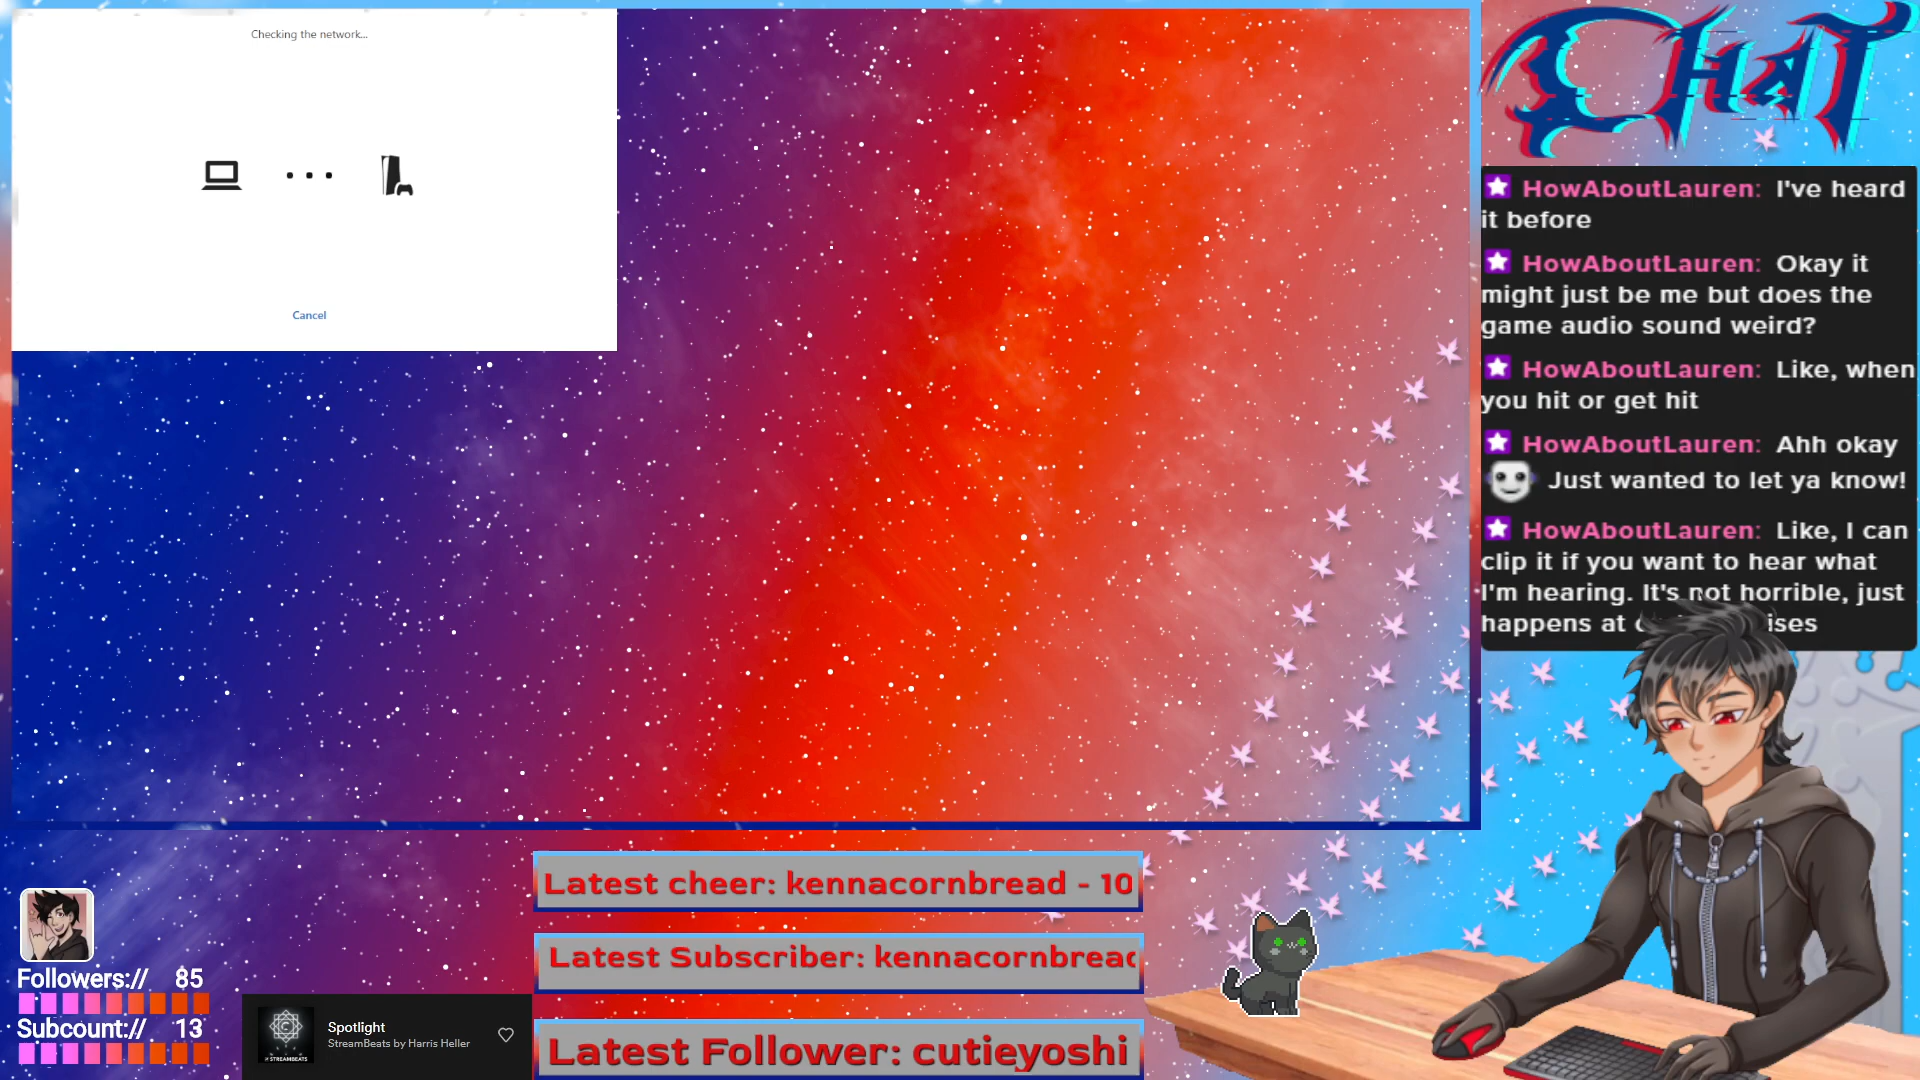 Checking the network...
Cancel
ChaT
HowAboutLauren: I've heard
it before
HowAboutLauren: Okay it
might just be me but does the
game audio sound weird?
HowAboutLauren: Like, when
you hit or get hit
HowAboutLauren: Ahh okay
Just wanted to let ya know!
HowAboutLauren: Like, I can
clip it if you want to hear what
I'm hearing. It's not horrible, just
happens at
Latest cheer: kennacornbread - 10
Latest Subscriber: kennacornbread
Latest Follower: cutieyoshi
Followers:// 85
Subcount:// 13
STREAMBEATS
Spotlight
StreamBeats by Harris Heller